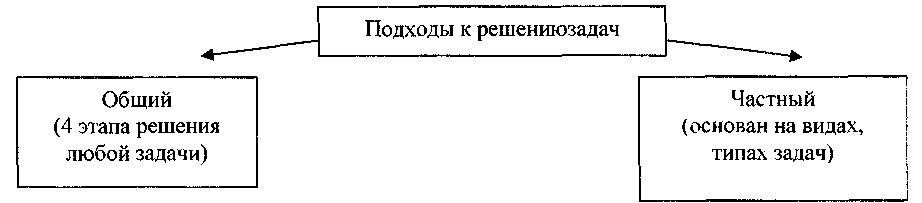 Подходы к решениюзадач
Общий
(4 этапа решения
любой задачи)
Частный
(основан на видах,
типах задач)